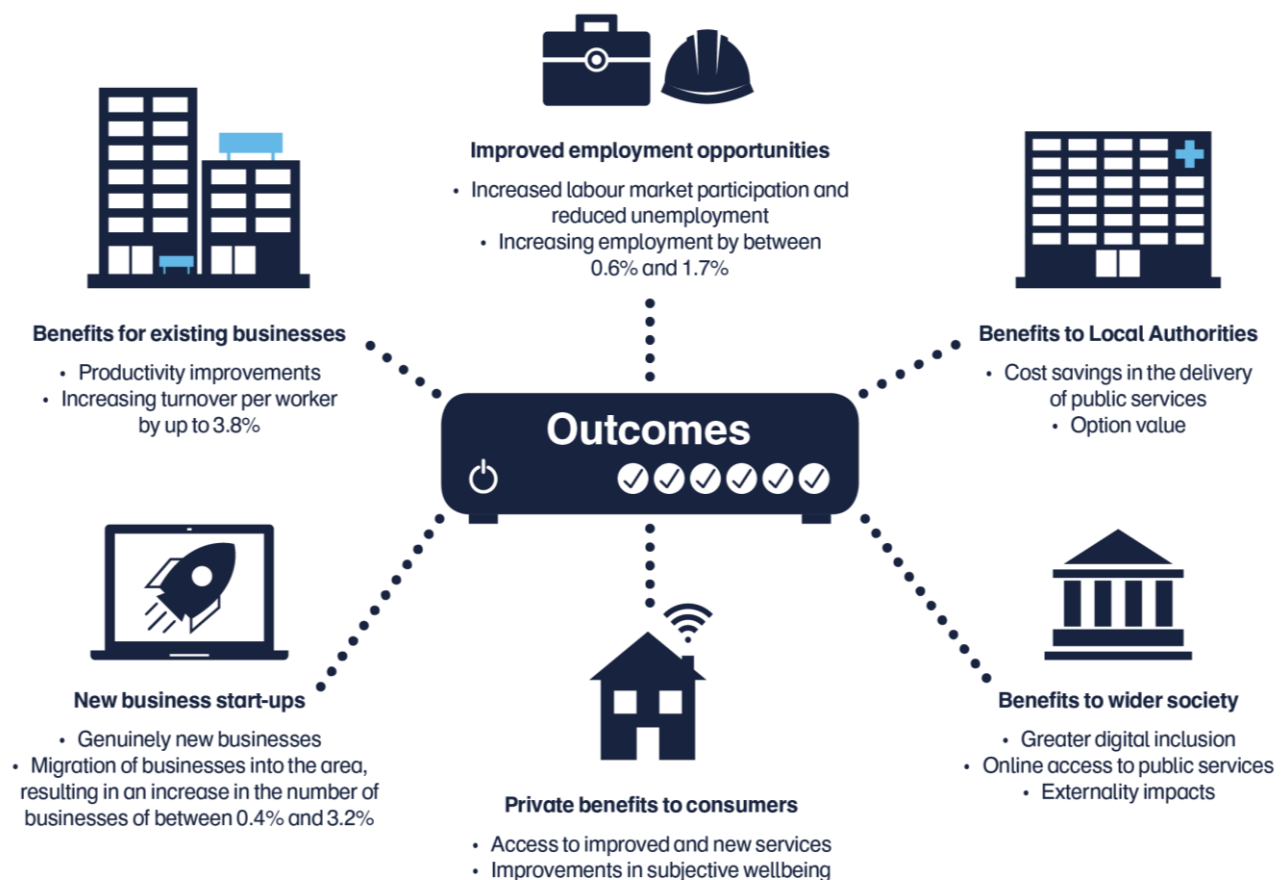 Improved employment opportunities
• Increased labour market participation and
reduced unemployment
• Increasing employment by between
0.6% and 1.7%
Benefits for existing businesses
• Productivity improvements
• Increasing turnover per worker
by up to 3.8%
Benefits to Local Authorities
• Cost savings in the delivery
of public services
• Option value
Outcomes
New business start-ups
• Genuinely new businesses
• Migration of businesses into the area,
resulting in an increase in the number of
businesses of between 0.4% and 3.2%
Private benefits to consumers
• Access to improved and new services
• Improvements in subjective wellbeing
Benefits to wider society
• Greater digital inclusion
• Online access to public services
• Externality impacts